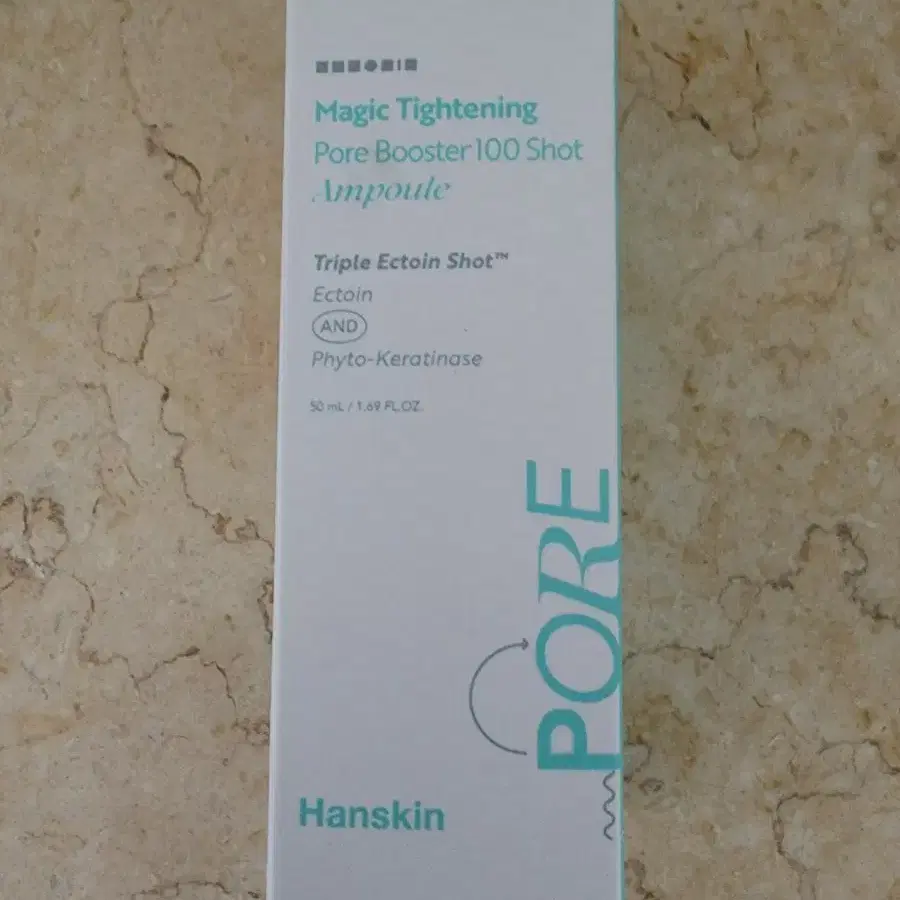 Magic Tightening
Pore Booster 100 Shot
Ampoule
Triple Ectoin Shot™
Ectoin
AND
Phyto-Keratinase
50 mL / 1.69 FL.OZ.
PORE
Hanskin